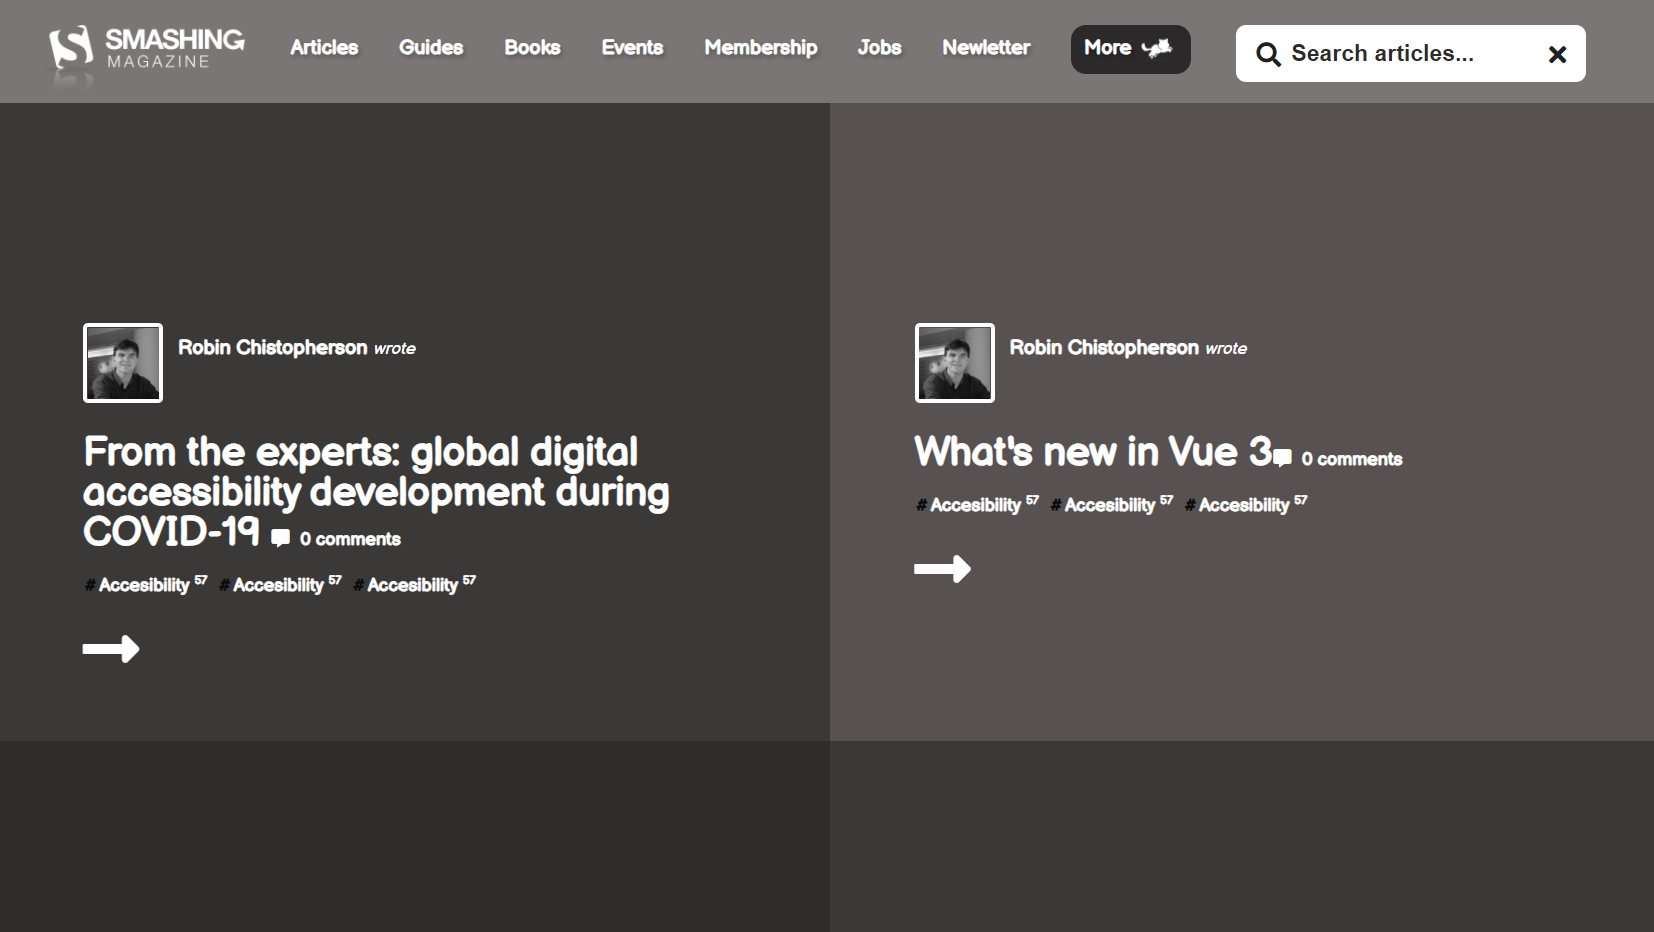 SMASHING
MAGAZINE
Articles Guides Books Events Membership Jobs Newletter More Search articles...
Robin Chistopherson wrote
From the experts: global digital
accessibility development during
COVID-19 0 comments
# Accesibility 57 # Accesibility 57 # Accesibility 57
Robin Chistopherson wrote
What's new in Vue 3 0 comments
# Accesibility 57 # Accesibility 57 # Accesibility 57